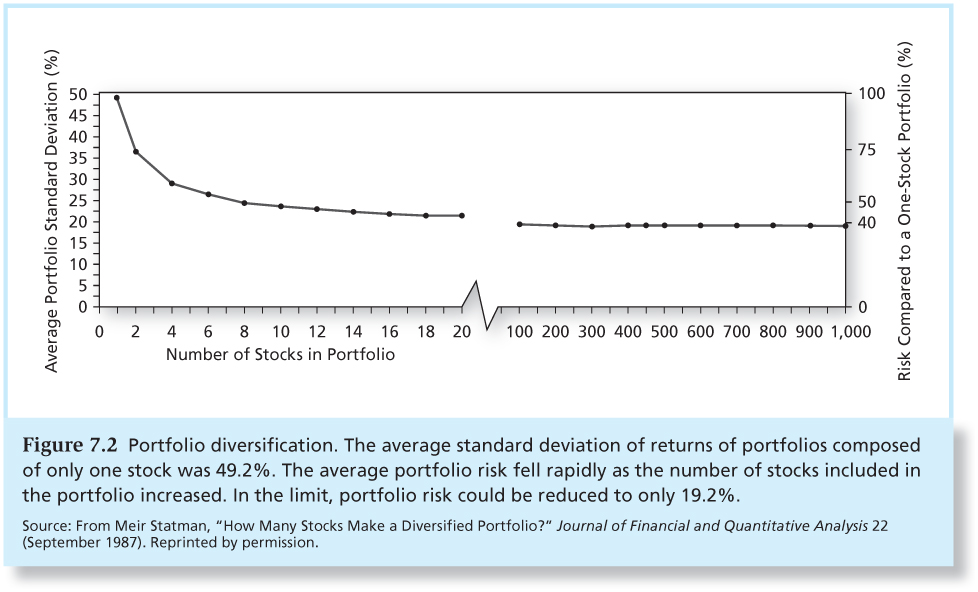 Average Portfolio Standard Deviation (%)
50
45
40
35
30
25
20
15
10
5
0
0 2 4 6 8 10 12 14 16 18 20 100 200 300 400 500 600 700 800 900 1,000
Number of Stocks in Portfolio
100
75
50
40
0
Risk Compared to a One-Stock Portfolio (%)
Figure 7.2 Portfolio diversification. The average standard deviation of returns of portfolios composed
of only one stock was 49.2%. The average portfolio risk fell rapidly as the number of stocks included in
the portfolio increased. In the limit, portfolio risk could be reduced to only 19.2%.
Source: From Meir Statman, “How Many Stocks Make a Diversified Portfolio?” Journal of Financial and Quantitative Analysis 22
(September 1987). Reprinted by permission.